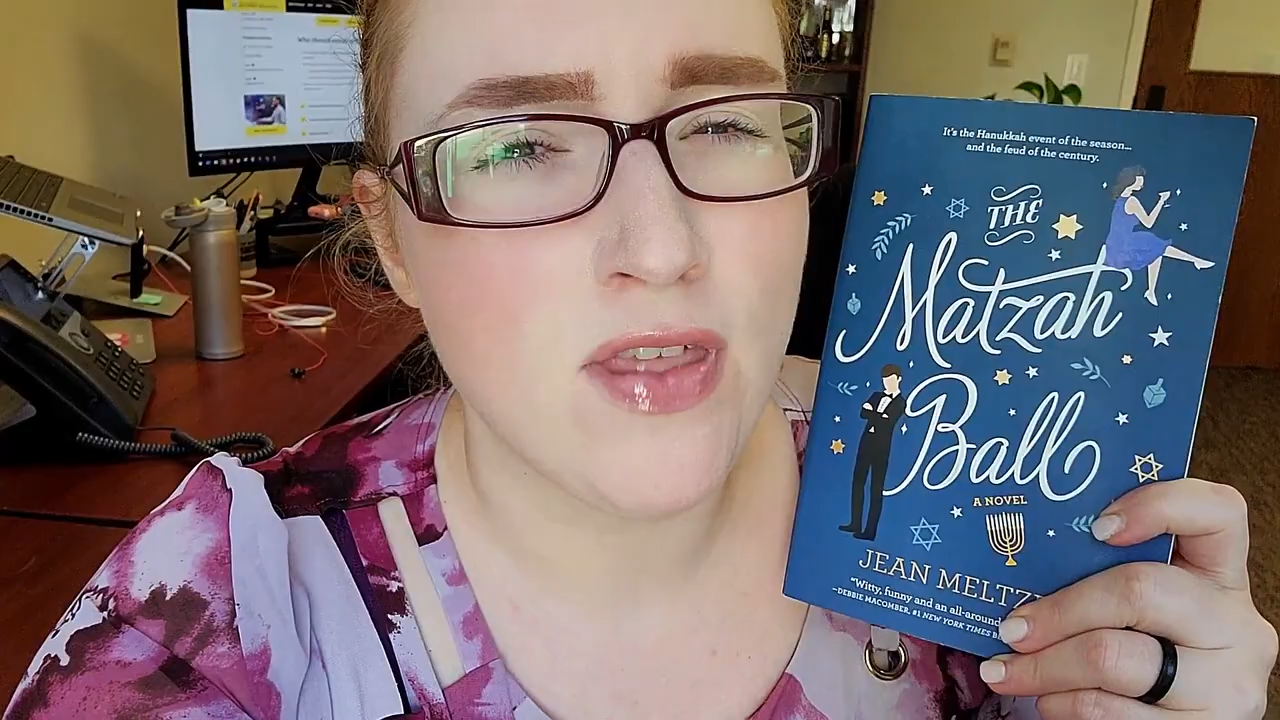 It's the Hanukkah event of the season...
and the feud of the century.
THE
Matzah
Ball
A NOVEL
JEAN MELTZ
"Witty, funny and an all-around
—DEBBIE MACOMBER, #1 NEW YORK TIMES